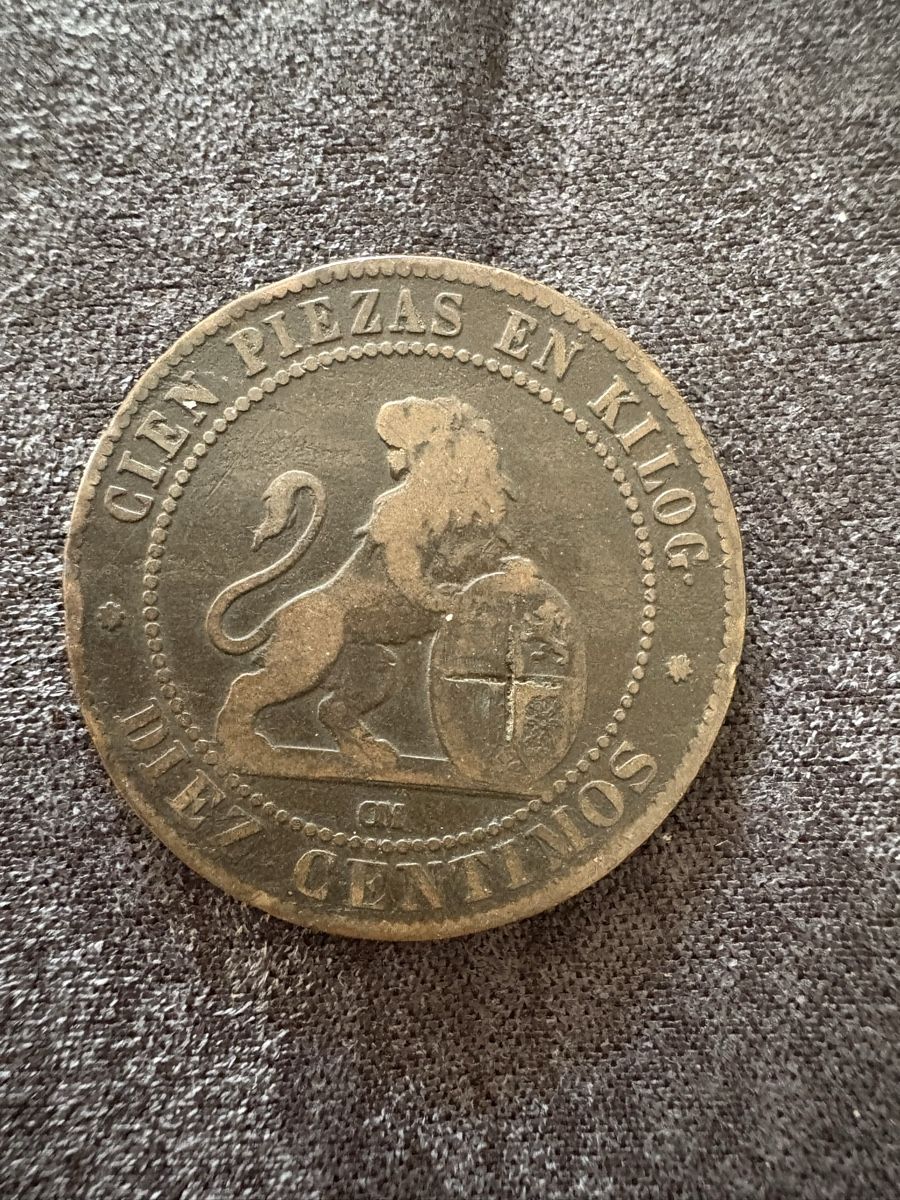 CIEN PIEZAS EN KILOG.
OM
DIEZ CENTIMOS